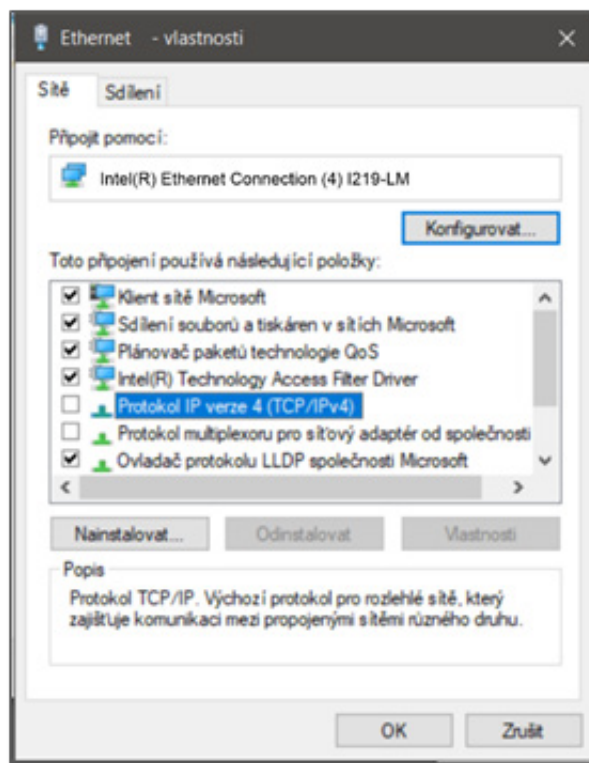 Ethernet - vlastnosti
Sítě Sdílení
Připojit pomocí:
Intel(R) Ethernet Connection (4) I219-LM
Konfigurovat...
Toto připojení používá následující položky:
Klient sítě Microsoft
Sdílení souborů a tiskáren v sítích Microsoft
Plánovač paketů technologie QoS
Intel(R) Technology Access Filter Driver
Protokol IP verze 4 (TCP/IPv4)
Protokol multiplexoru pro síťový adaptér od společnosti
Ovladač protokolu LLDP společnosti Microsoft
Nainstalovat... Odinstalovat Vlastnosti
Popis
Protokol TCP/IP. Výchozí protokol pro rozlehlé sítě, který
zajišťuje komunikaci mezi propojenými sítěmi různého druhu.
OK Zrušit